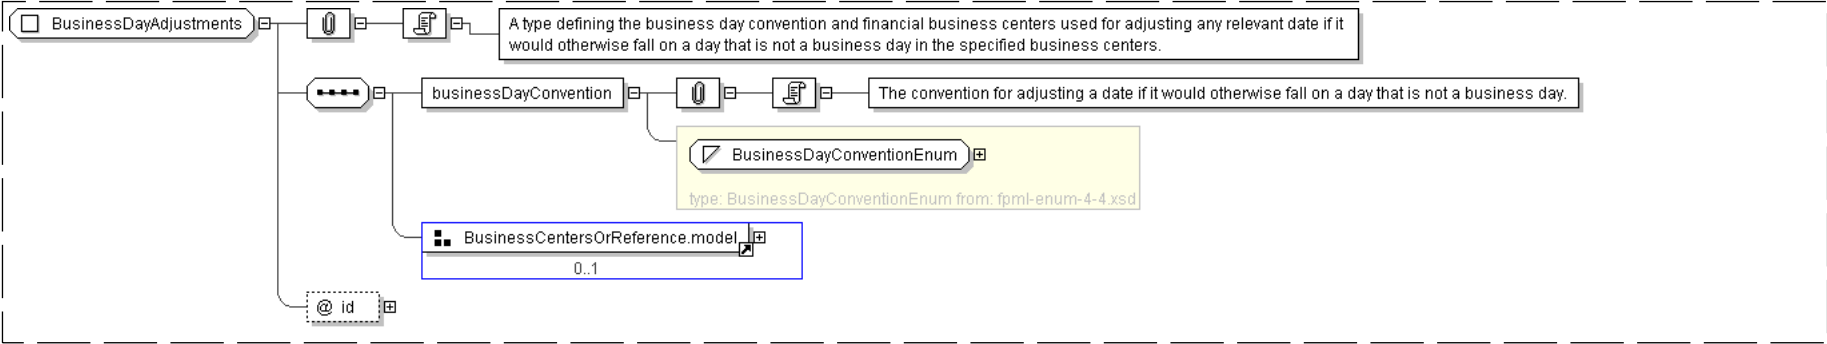 BusinessDayAdjustments
A type defining the business day convention and financial business centers used for adjusting any relevant date if it
would otherwise fall on a day that is not a business day in the specified business centers.
businessDayConvention
The convention for adjusting a date if it would otherwise fall on a day that is not a business day.
BusinessDayConventionEnum
type: BusinessDayConventionEnum from: fpml-enum-4-4.xsd
BusinessCentersOrReference.model
0..1
@ id